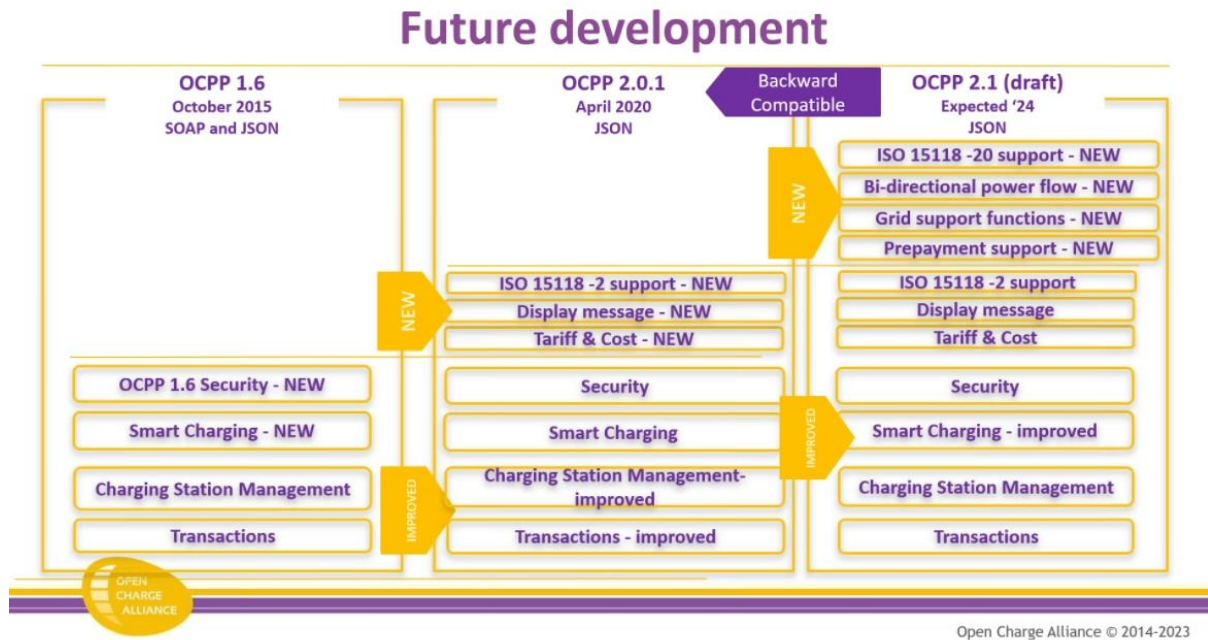 Future development
OCPP 1.6
October 2015
SOAP and JSON
OCPP 1.6 Security - NEW
Smart Charging - NEW
Charging Station Management
Transactions
NEW
IMPROVED
OCPP 2.0.1
April 2020
JSON
ISO 15118 -2 support - NEW
Display message - NEW
Tariff & Cost - NEW
Security
Smart Charging
Charging Station Management-
improved
Transactions - improved
Backward
Compatible
NEW
IMPROVED
OCPP 2.1 (draft)
Expected ‘24
JSON
ISO 15118 -20 support - NEW
Bi-directional power flow - NEW
Grid support functions - NEW
Prepayment support - NEW
ISO 15118 -2 support
Display message
Tariff & Cost
Security
Smart Charging - improved
Charging Station Management
Transactions
OPEN
CHARGE
ALLIANCE
Open Charge Alliance © 2014-2023